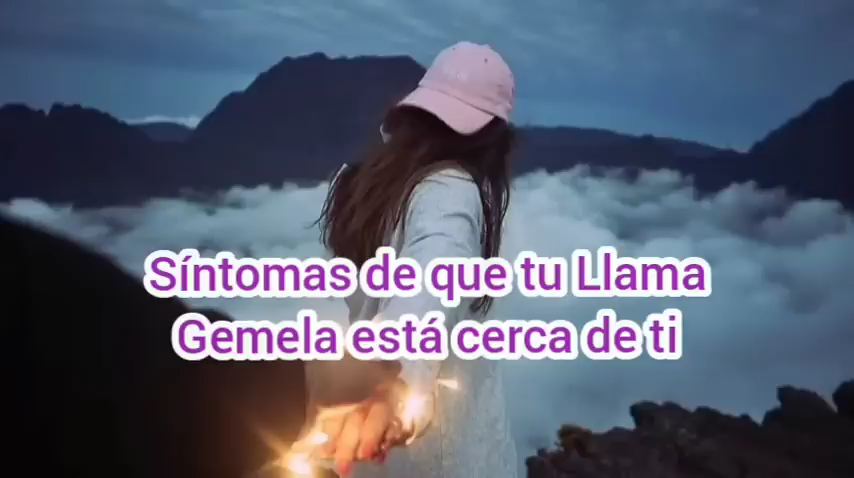 Síntomas de que tu Llama
Gemela está cerca de ti